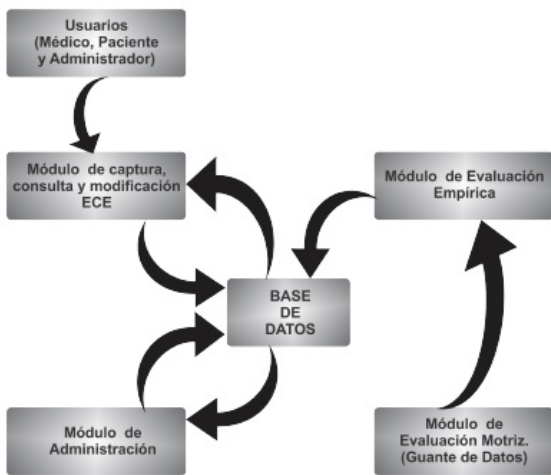 Usuarios
(Médico, Paciente
y Administrador)
Módulo de captura,
consulta y modificación
ECE
Módulo de Evaluación
Empírica
BASE
DE
DATOS
Módulo de
Administración
Módulo de
Evaluación Motriz.
(Guante de Datos)